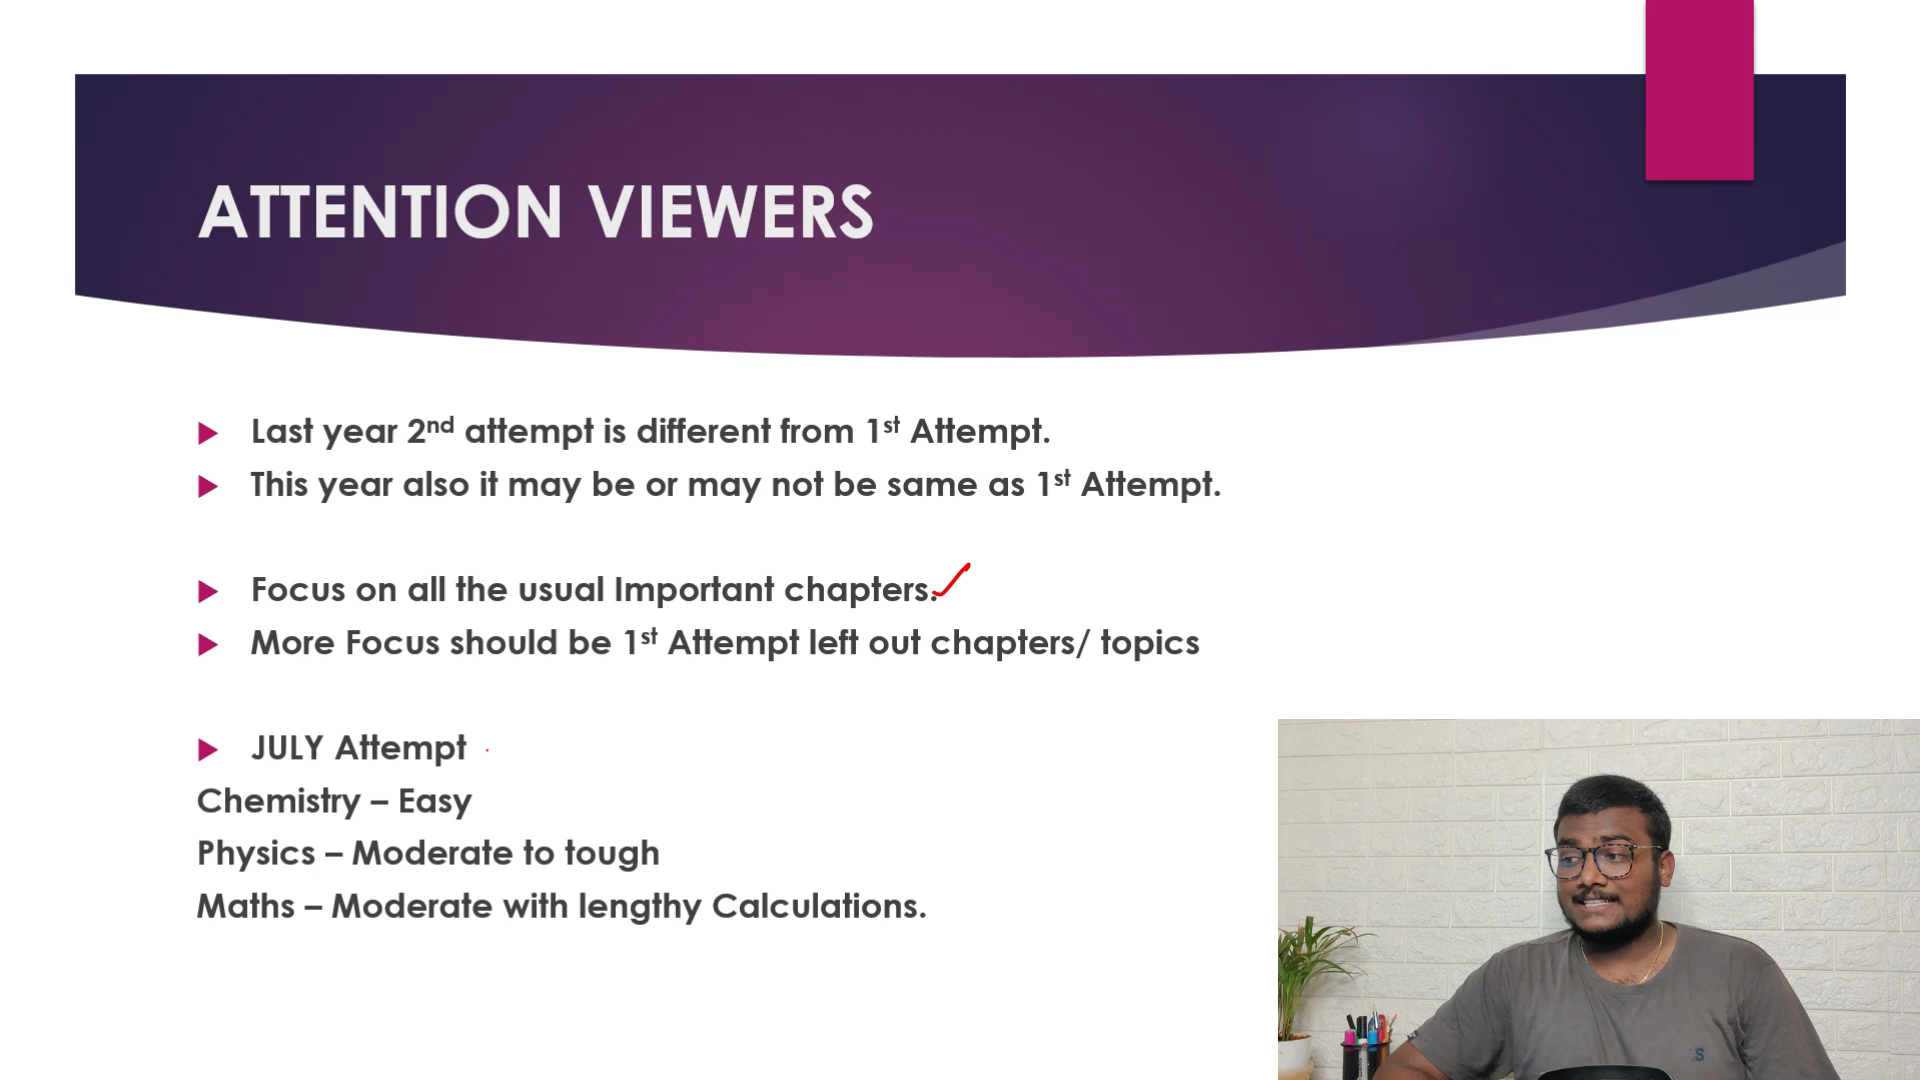 ATTENTION VIEWERS
Last year 2nd attempt is different from 1st Attempt.
This year also it may be or may not be same as 1st Attempt.
Focus on all the usual Important chapters.
More Focus should be 1st Attempt left out chapters/ topics
JULY Attempt
Chemistry – Easy
Physics – Moderate to tough
Maths – Moderate with lengthy Calculations.